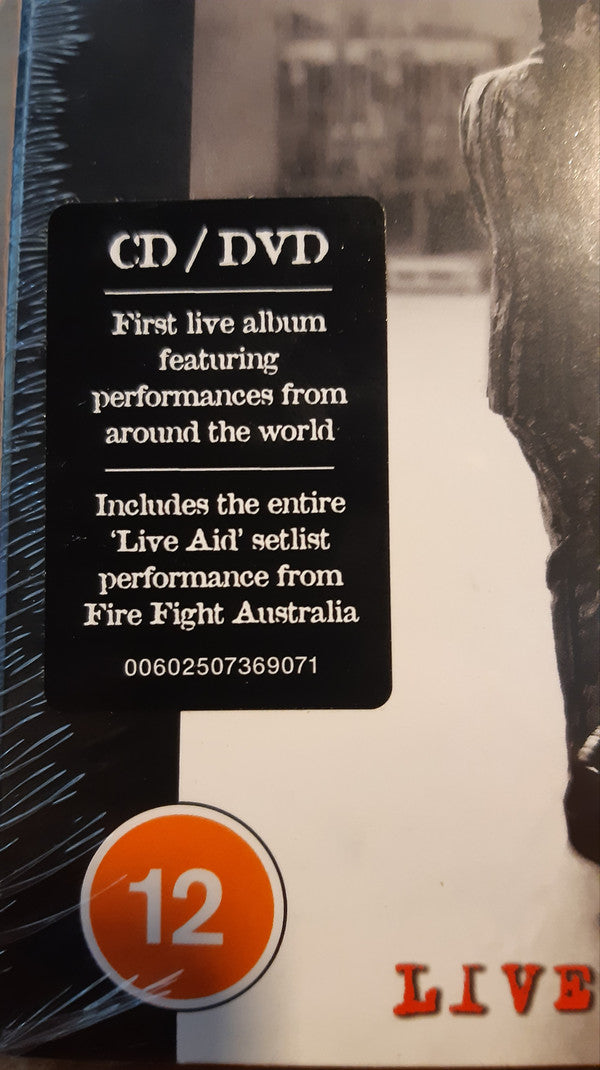 CD / DVD
First live album
featuring
performances from
around the world
Includes the entire
‘Live Aid’ setlist
performance from
Fire Fight Australia
00602507369071
12
LIVE